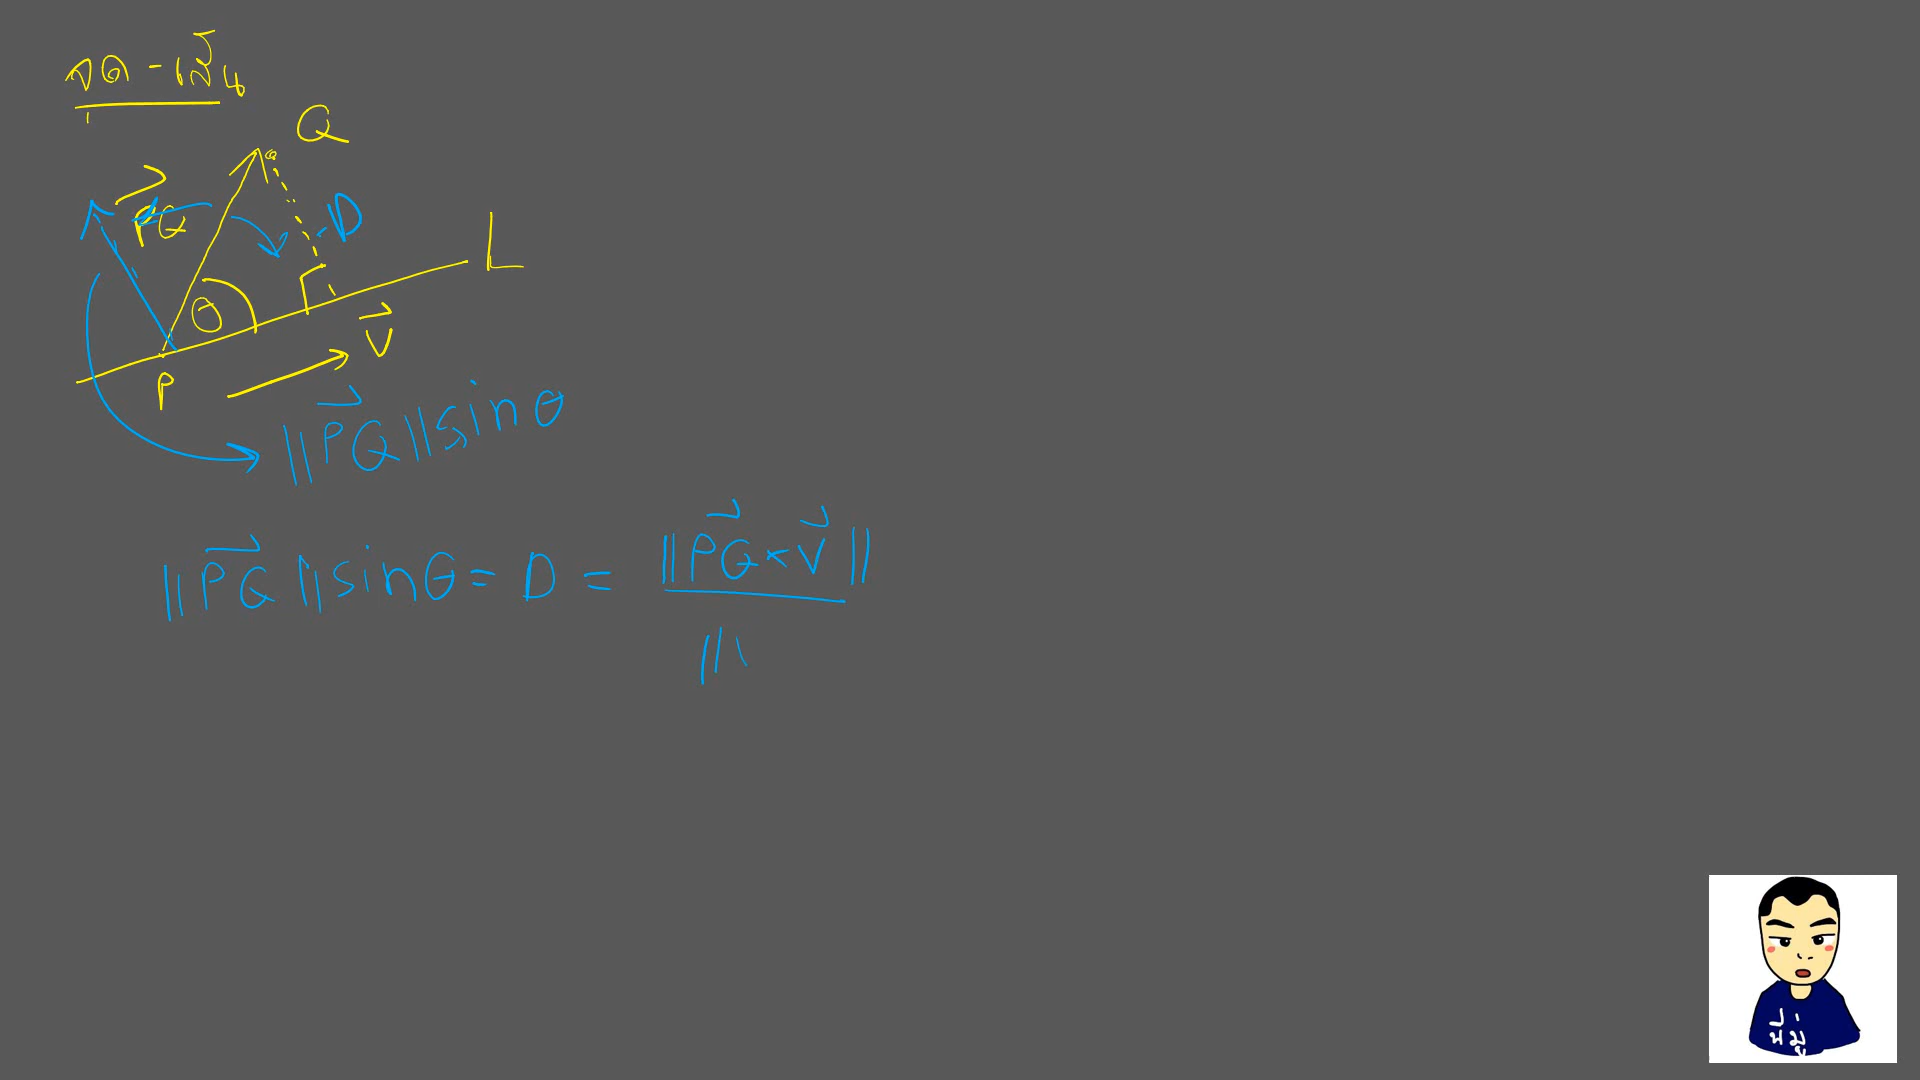 จุด - เส้น
Q
PQ
D
L
θ
V
P
||PQ||sinθ
||PQ||sinθ = D = ||PQ × V||
||\
พี่มู